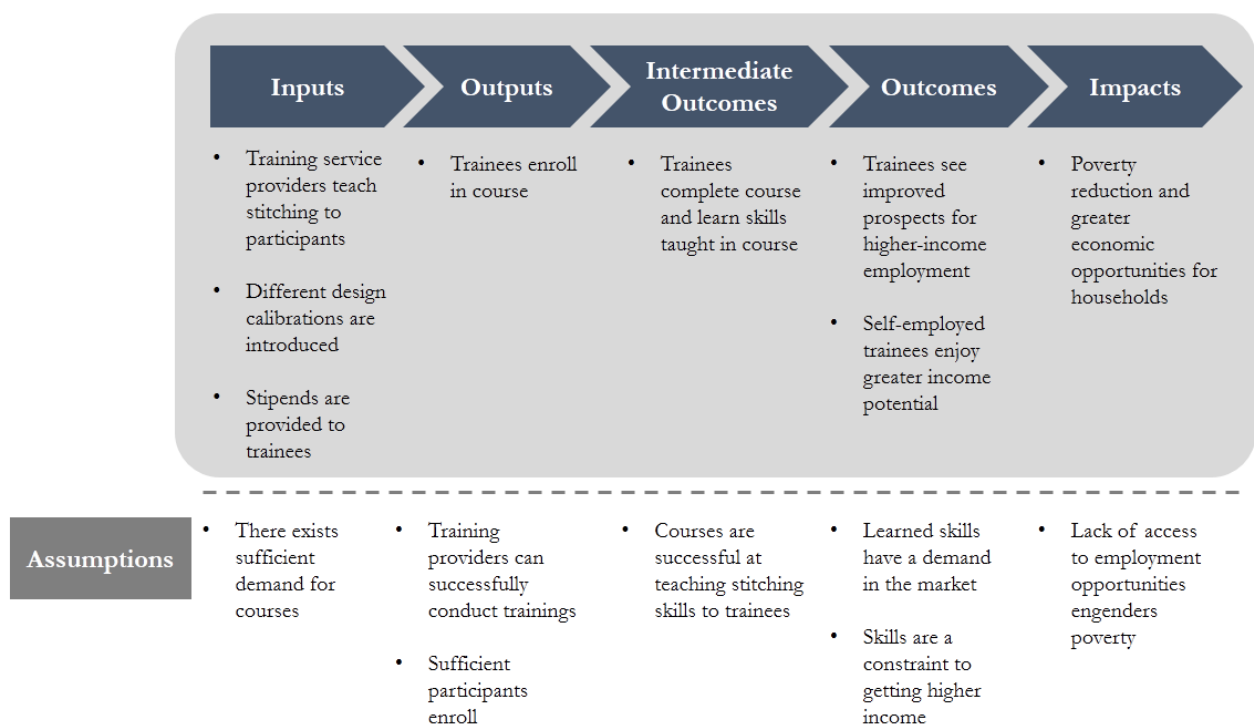 Inputs
Outputs
Intermediate
Outcomes
Outcomes
Impacts
• Training service
providers teach
stitching to
participants
• Different design
calibrations are
introduced
• Stipends are
provided to
trainees
• Trainees enroll
in course
• Trainees
complete course
and learn skills
taught in course
• Trainees see
improved
prospects for
higher-income
employment
• Self-employed
trainees enjoy
greater income
potential
• Poverty
reduction and
greater
economic
opportunities for
households
Assumptions
• There exists
sufficient
demand for
courses
• Training
providers can
successfully
conduct trainings
• Sufficient
participants
enroll
• Courses are
successful at
teaching stitching
skills to trainees
• Learned skills
have a demand
in the market
• Skills are a
constraint to
getting higher
income
• Lack of access
to employment
opportunities
engenders
poverty